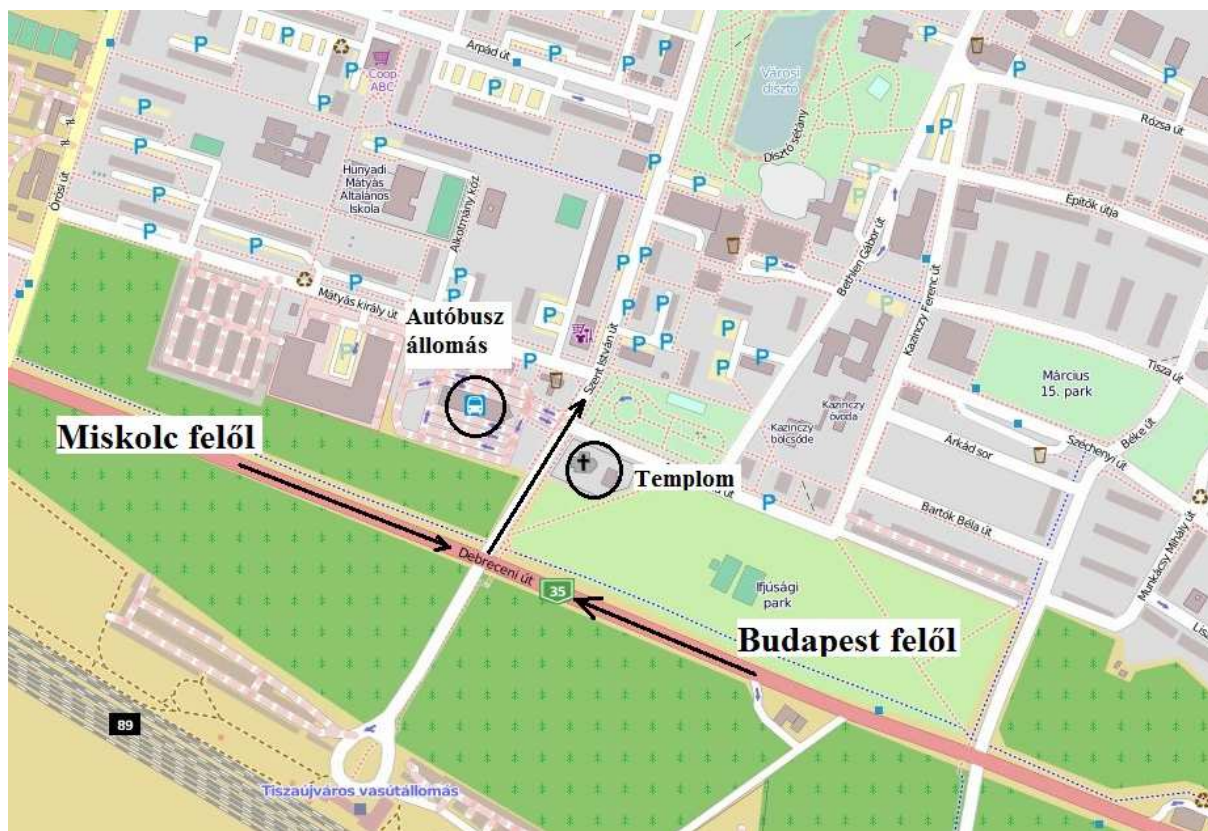 P
Árpád út
Coop
ABC
Városi
dísztó
Dísztó sétány
Rózsa út
Építők útja
Örösi út
Hunyadi
Mátyás
Általános
Iskola
Alkotmány köz
Bethlen Gábor út
Kazinczy Ferenc út
Mátyás király út
Autóbusz
állomás
Szent István út
Március
15. park
Tisza út
Széchenyi út
Béke út
Kazinczy
óvoda
Kazinczy
bölcsöde
Árkád sor
Miskolc felől
Templom
út
Bartók Béla út
Munkácsy Mihály út
Debreceni út
35
Ifjúsági
park
Budapest felől
89
Tiszaújváros vasútállomás